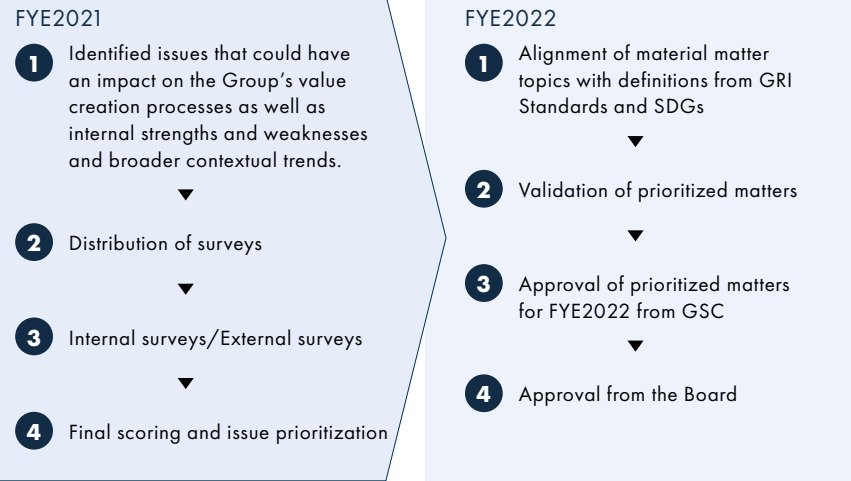 FYE2021
1 Identified issues that could have
an impact on the Group's value
creation processes as well as
internal strengths and weaknesses
and broader contextual trends.
2 Distribution of surveys
3 Internal surveys/External surveys
4 Final scoring and issue prioritization
FYE2022
1 Alignment of material matter
topics with definitions from GRI
Standards and SDGs
2 Validation of prioritized matters
3 Approval of prioritized matters
for FYE2022 from GSC
4 Approval from the Board